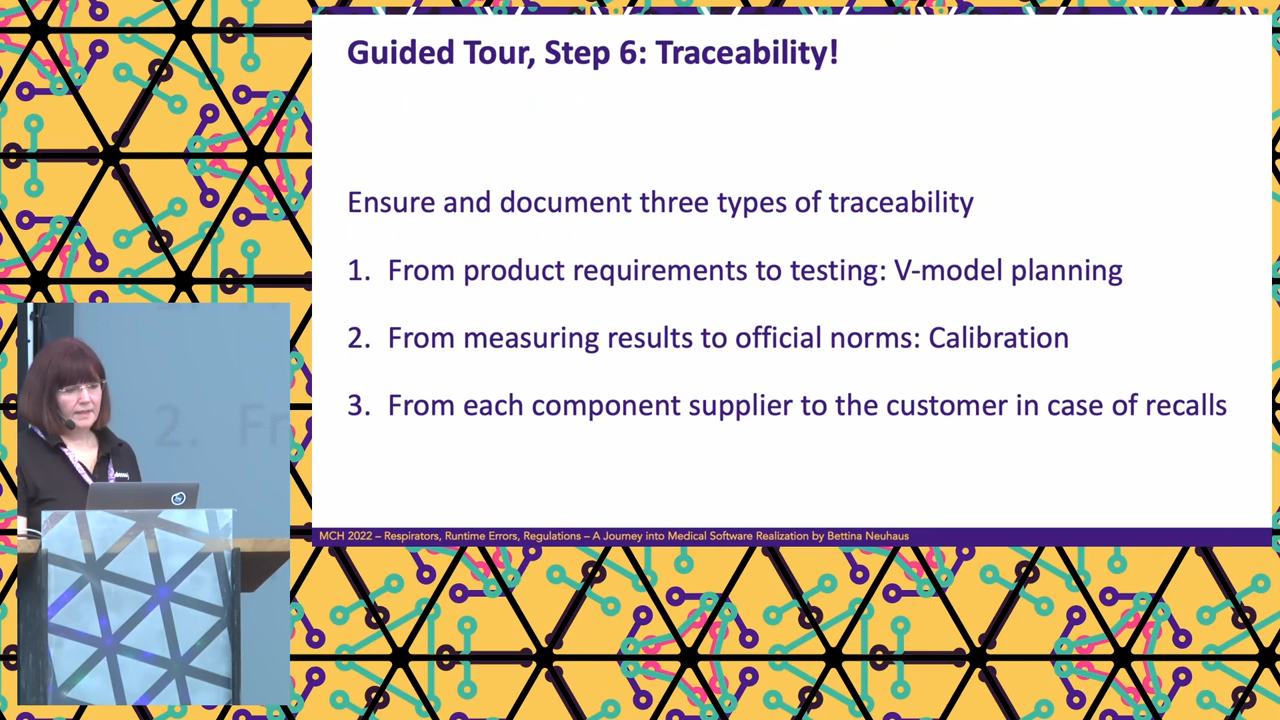 Guided Tour, Step 6: Traceability!
Ensure and document three types of traceability
1. From product requirements to testing: V-model planning
2. From measuring results to official norms: Calibration
3. From each component supplier to the customer in case of recalls
MCH 2022 – Respirators, Runtime Errors, Regulations – A Journey into Medical Software Realization by Bettina Neuhaus
2. Fr